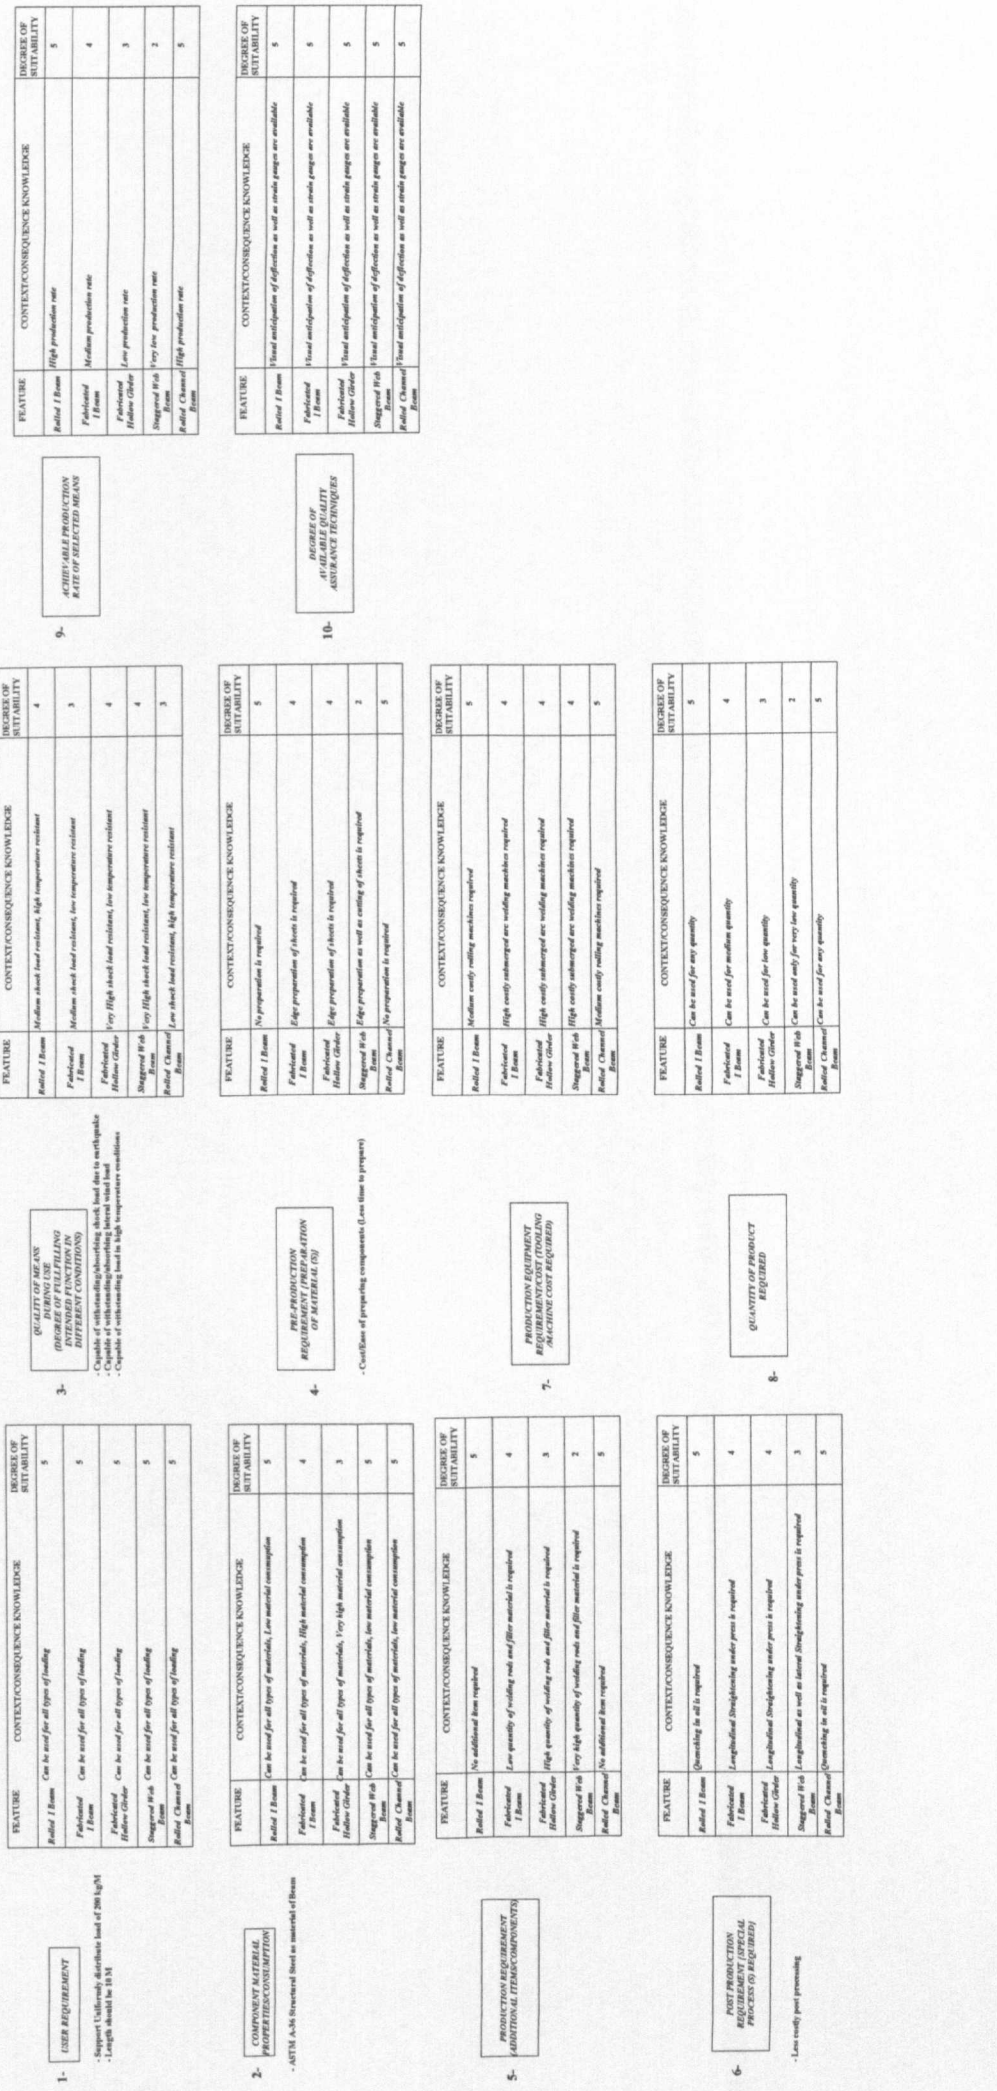 1-
USER REQUIREMENT
- Support Uniformly distribute load of 200 kg/M
- Length should be 10 M
FEATURE CONTEXT/CONSEQUENCE KNOWLEDGE DEGREE OF SUITABILITY
Rolled I Beam Can be used for all types of loading 5
Fabricated I Beam Can be used for all types of loading 5
Fabricated Hollow Girder Can be used for all types of loading 5
Staggered Web Beam Can be used for all types of loading 5
Rolled Channel Beam Can be used for all types of loading 5
2-
COMPONENT MATERIAL
PROPERTIES/CONSUMPTION
- ASTM A-36 Structural Steel as material of Beam
FEATURE CONTEXT/CONSEQUENCE KNOWLEDGE DEGREE OF SUITABILITY
Rolled I Beam Can be used for all types of materials, Low material consumption 5
Fabricated I Beam Can be used for all types of materials, High material consumption 4
Fabricated Hollow Girder Can be used for all types of materials, Very high material consumption 3
Staggered Web Beam Can be used for all types of materials, low material consumption 5
Rolled Channel Beam Can be used for all types of materials, low material consumption 5
5-
PRODUCTION REQUIREMENT
(ADDITIONAL ITEMS/COMPONENTS)
FEATURE CONTEXT/CONSEQUENCE KNOWLEDGE DEGREE OF SUITABILITY
Rolled I Beam No additional item required 5
Fabricated I Beam Low quantity of welding rods and filler material is required 4
Fabricated Hollow Girder High quantity of welding rods and filler material is required 3
Staggered Web Beam Very high quantity of welding rods and filler material is required 2
Rolled Channel Beam No additional item required 5
6-
POST PRODUCTION
REQUIREMENT [SPECIAL
PROCESS (S) REQUIRED]
- Less costly post processing
FEATURE CONTEXT/CONSEQUENCE KNOWLEDGE DEGREE OF SUITABILITY
Rolled I Beam Quenching in oil is required 5
Fabricated I Beam Longitudinal Straightening under press is required 4
Fabricated Hollow Girder Longitudinal Straightening under press is required 4
Staggered Web Beam Longitudinal as well as lateral Straightening under press is required 3
Rolled Channel Beam Quenching in oil is required 5
3-
QUALITY OF MEANS
DURING USE
(DEGREE OF FULLFILLING
INTENDED FUNCTION IN
DIFFERENT CONDITIONS)
- Capable of withstanding/absorbing shock load due to earthquake
- Capable of withstanding/absorbing lateral wind load
- Capable of withstanding load in high temperature conditions
FEATURE CONTEXT/CONSEQUENCE KNOWLEDGE DEGREE OF SUITABILITY
Rolled I Beam Medium shock load resistant, high temperature resistant 4
Fabricated I Beam Medium shock load resistant, low temperature resistant 3
Fabricated Hollow Girder Very High shock load resistant, low temperature resistant 4
Staggered Web Beam Very High shock load resistant, low temperature resistant 4
Rolled Channel Beam Low shock load resistant, high temperature resistant 3
4-
PRE-PRODUCTION
REQUIREMENT [PREPARATION
OF MATERIAL (S)]
- Cost/Ease of preparing components (Less time to prepare)
FEATURE CONTEXT/CONSEQUENCE KNOWLEDGE DEGREE OF SUITABILITY
Rolled I Beam No preparation is required 5
Fabricated I Beam Edge preparation of sheets is required 4
Fabricated Hollow Girder Edge preparation of sheets is required 4
Staggered Web Beam Edge preparation as well as cutting of sheets is required 2
Rolled Channel Beam No preparation is required 5
7-
PRODUCTION EQUIPMENT
REQUIREMENT/COST (TOOLING
/MACHINE COST REQUIRED)
FEATURE CONTEXT/CONSEQUENCE KNOWLEDGE DEGREE OF SUITABILITY
Rolled I Beam Medium costly rolling machines required 5
Fabricated I Beam High costly submerged arc welding machines required 4
Fabricated Hollow Girder High costly submerged arc welding machines required 4
Staggered Web Beam High costly submerged arc welding machines required 4
Rolled Channel Beam Medium costly rolling machines required 5
8-
QUANTITY OF PRODUCT
REQUIRED
FEATURE CONTEXT/CONSEQUENCE KNOWLEDGE DEGREE OF SUITABILITY
Rolled I Beam Can be used for any quantity 5
Fabricated I Beam Can be used for medium quantity 4
Fabricated Hollow Girder Can be used for low quantity 3
Staggered Web Beam Can be used only for very low quantity 2
Rolled Channel Beam Can be used for any quantity 5
9-
ACHIEVABLE PRODUCTION
RATE OF SELECTED MEANS
FEATURE CONTEXT/CONSEQUENCE KNOWLEDGE DEGREE OF SUITABILITY
Rolled I Beam High production rate 5
Fabricated I Beam Medium production rate 4
Fabricated Hollow Girder Low production rate 3
Staggered Web Beam Very low production rate 2
Rolled Channel Beam High production rate 5
10-
DEGREE OF
AVAILABLE QUALITY
ASSURANCE TECHNIQUES
FEATURE CONTEXT/CONSEQUENCE KNOWLEDGE DEGREE OF SUITABILITY
Rolled I Beam Visual anticipation of deflection as well as strain gauges are available 5
Fabricated I Beam Visual anticipation of deflection as well as strain gauges are available 5
Fabricated Hollow Girder Visual anticipation of deflection as well as strain gauges are available 5
Staggered Web Beam Visual anticipation of deflection as well as strain gauges are available 5
Rolled Channel Beam Visual anticipation of deflection as well as strain gauges are available 5